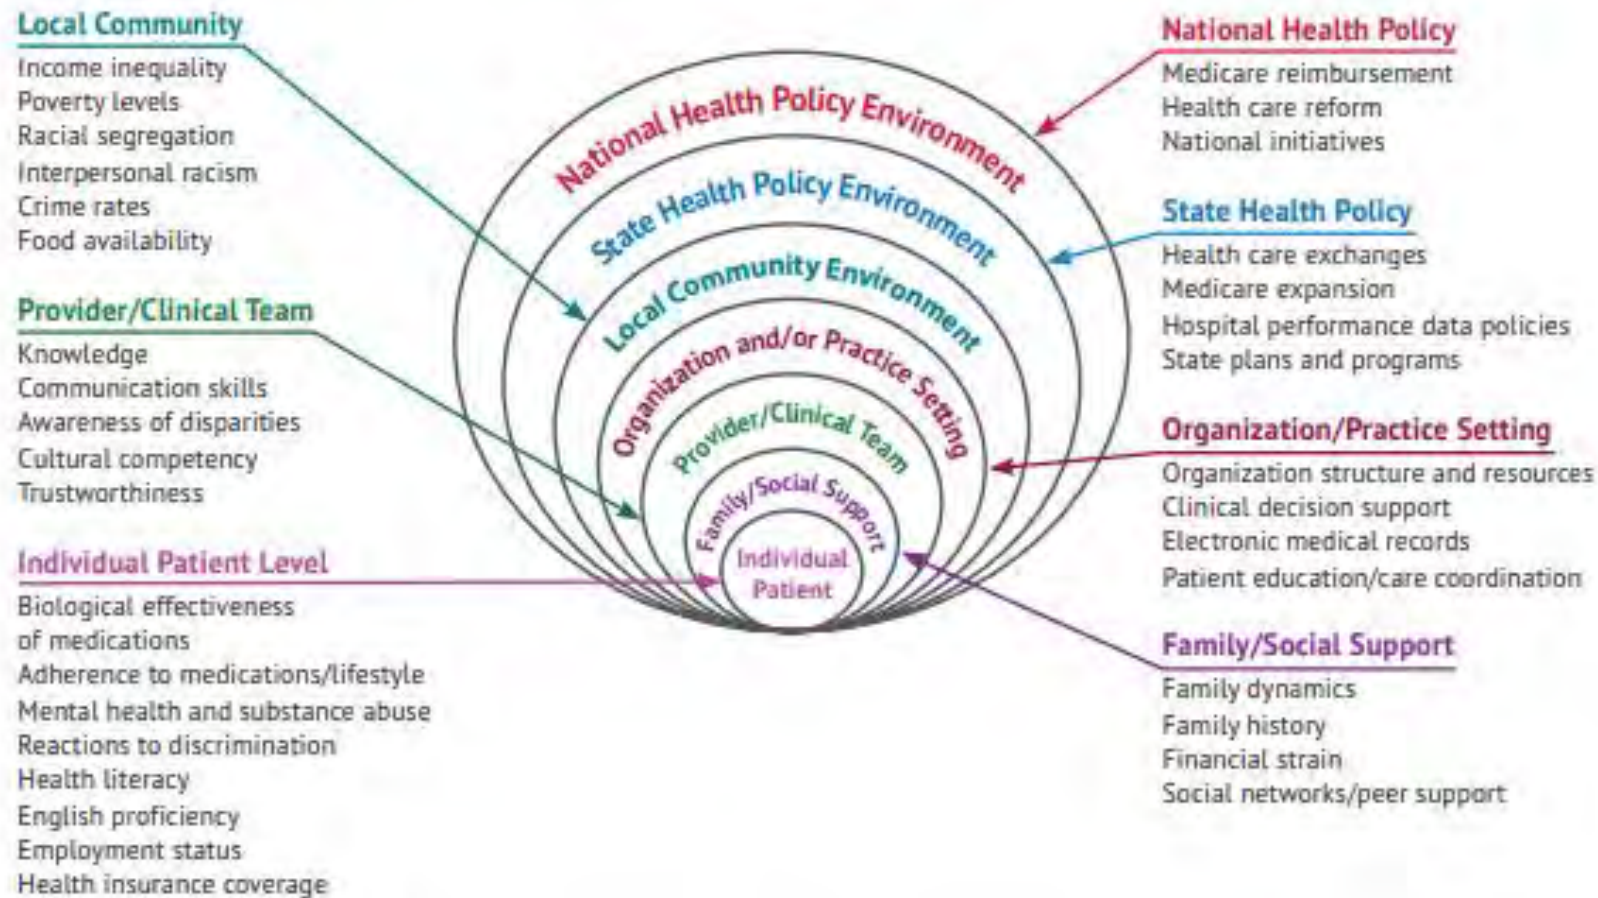 Local Community
Income inequality
Poverty levels
Racial segregation
Interpersonal racism
Crime rates
Food availability
Provider/Clinical Team
Knowledge
Communication skills
Awareness of disparities
Cultural competency
Trustworthiness
Individual Patient Level
Biological effectiveness
of medications
Adherence to medications/lifestyle
Mental health and substance abuse
Reactions to discrimination
Health literacy
English proficiency
Employment status
Health insurance coverage
National Health Policy Environment
State Health Policy Environment
Local Community Environment
Organization and/or Practice Setting
Provider/Clinical Team
Family/Social Support
Individual
Patient
National Health Policy
Medicare reimbursement
Health care reform
National initiatives
State Health Policy
Health care exchanges
Medicare expansion
Hospital performance data policies
State plans and programs
Organization/Practice Setting
Organization structure and resources
Clinical decision support
Electronic medical records
Patient education/care coordination
Family/Social Support
Family dynamics
Family history
Financial strain
Social networks/peer support